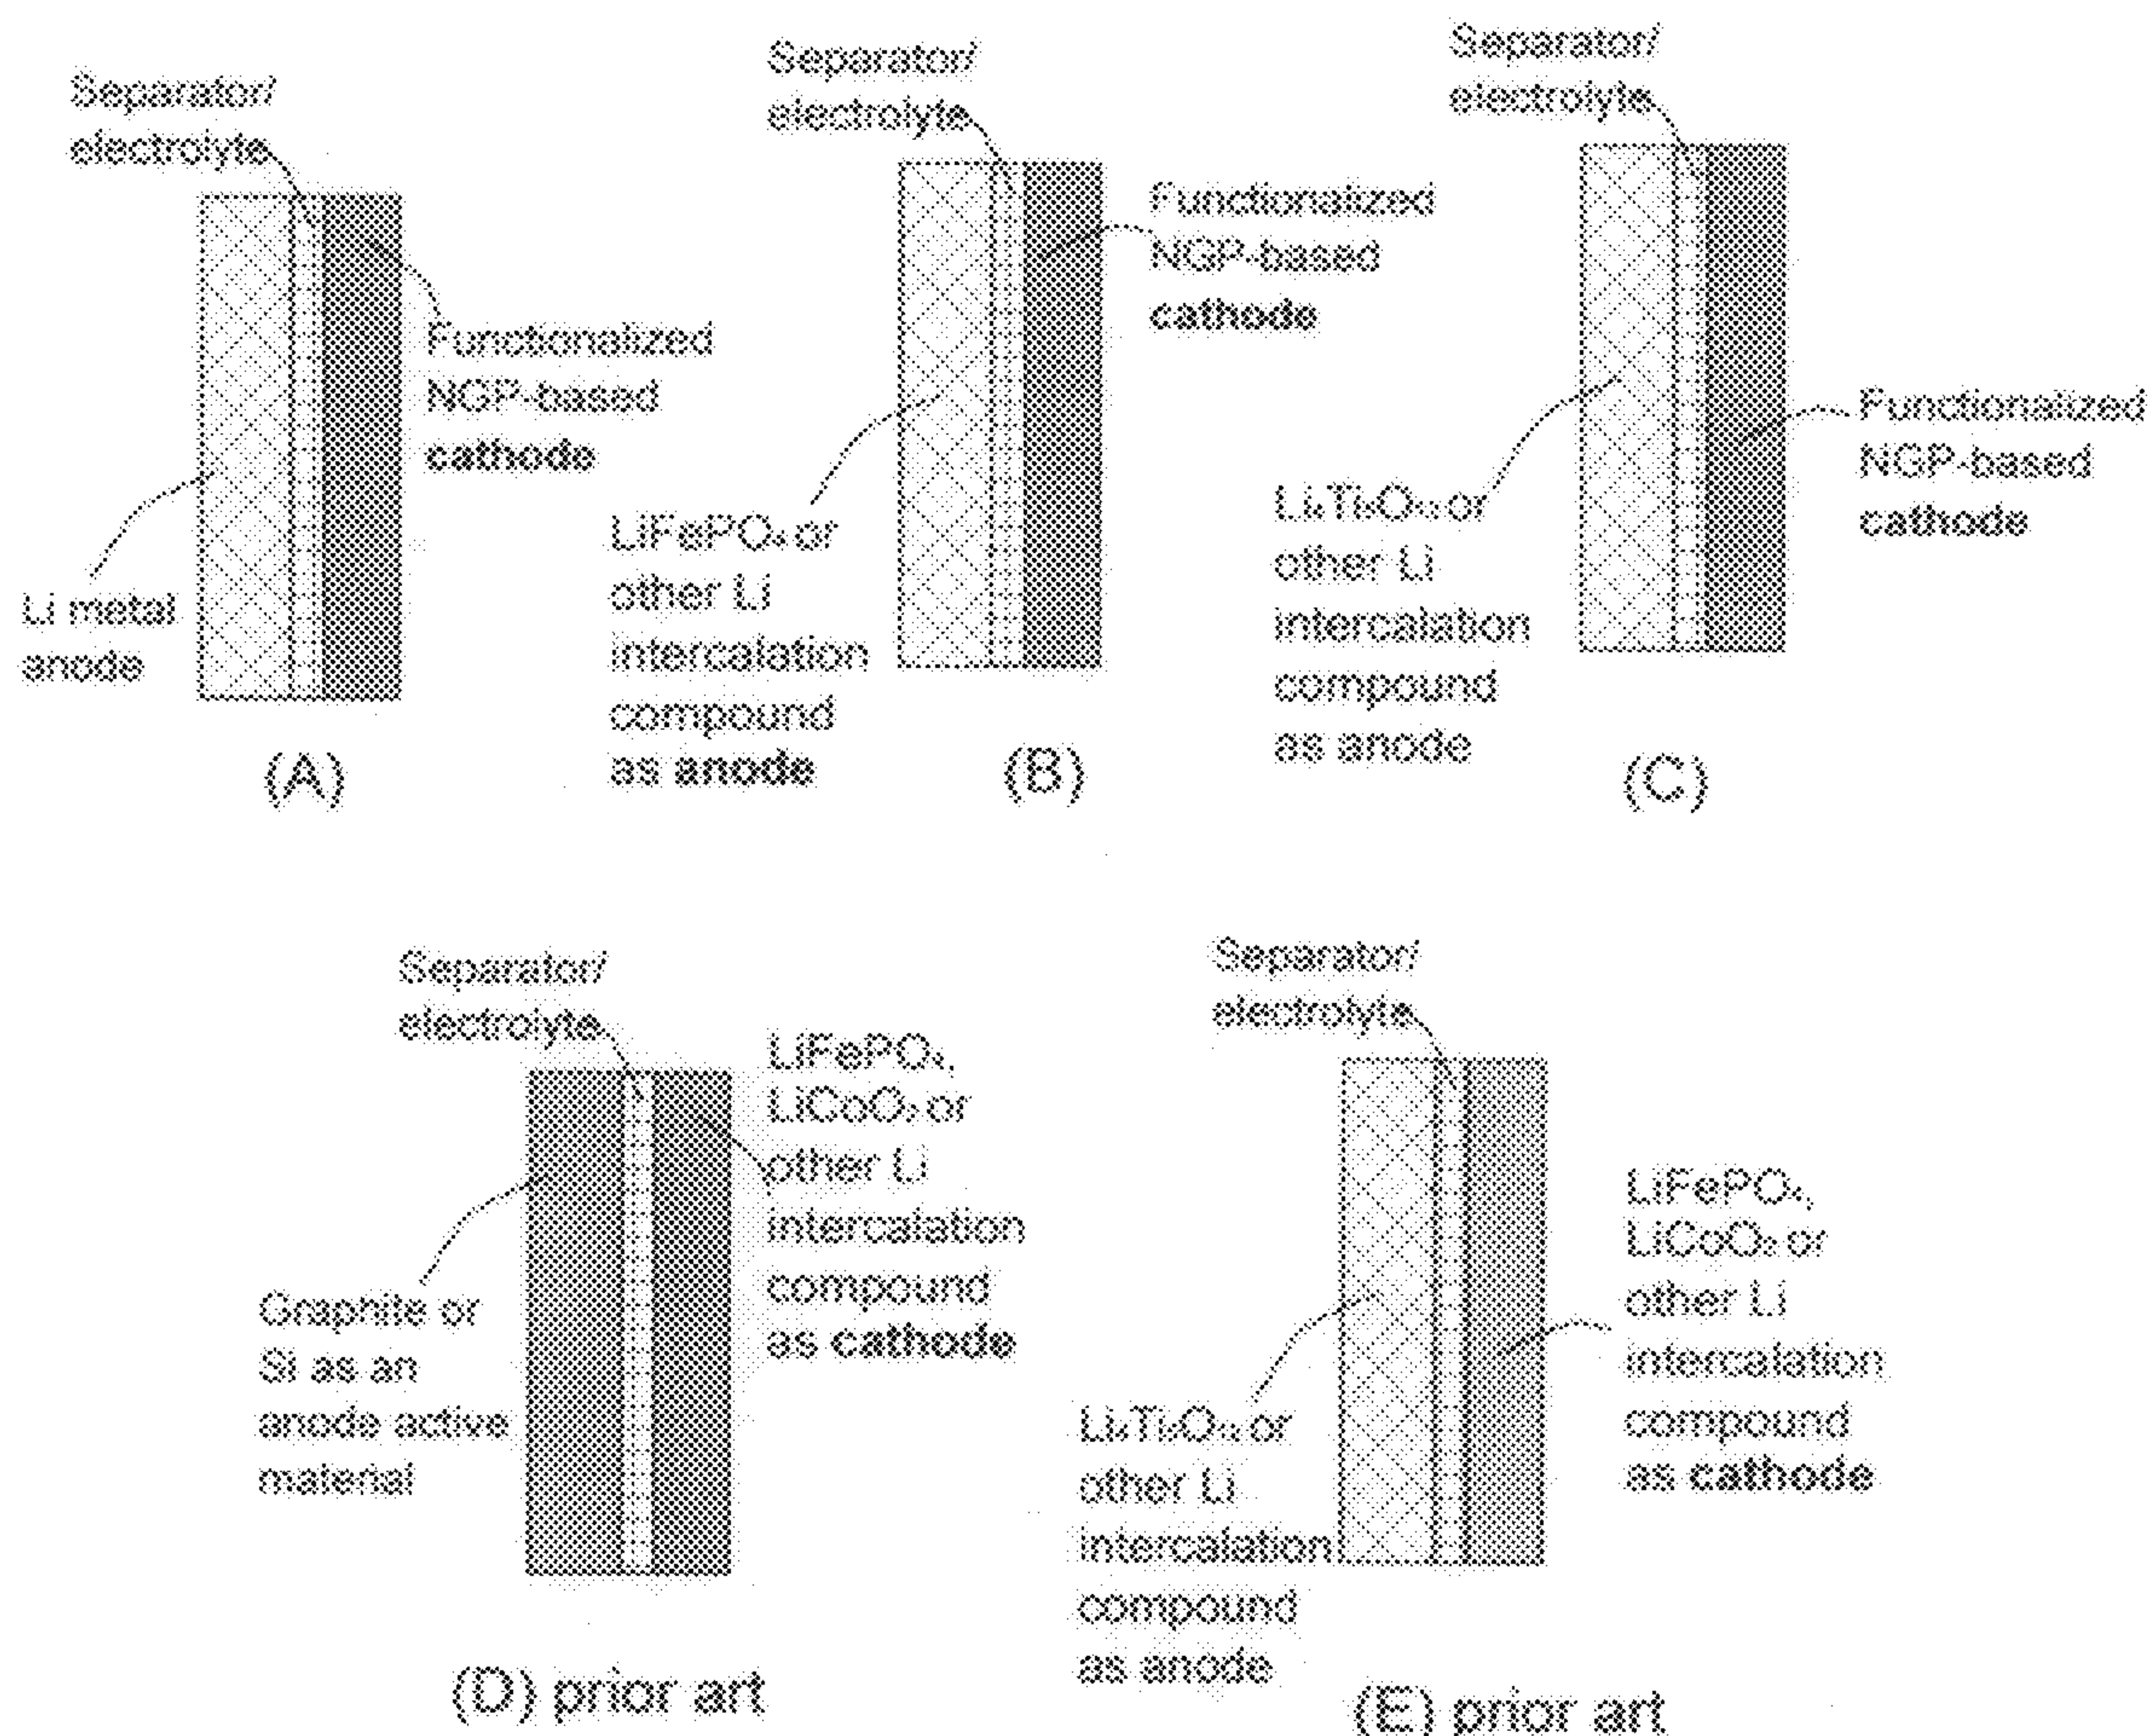 Separator/
electrolyte
Functionalized
NGP-based
cathode
Li metal
anode
(A)
Separator/
electrolyte
Functionalized
NGP-based
cathode
LiFePO₄ or
other Li
intercalation
compound
as anode
(B)
Separator/
electrolyte
Functionalized
NGP-based
cathode
Li₄Ti₅O₁₂ or
other Li
intercalation
compound
as anode
(C)
Separator/
electrolyte
LiFePO₄,
LiCoO₂ or
other Li
intercalation
compound
as cathode
Graphite or
Si as an
anode active
material
(D) prior art
Separator/
electrolyte
LiFePO₄,
LiCoO₂ or
other Li
intercalation
compound
as cathode
Li₄Ti₅O₁₂ or
other Li
intercalation
compound
as anode
(E) prior art